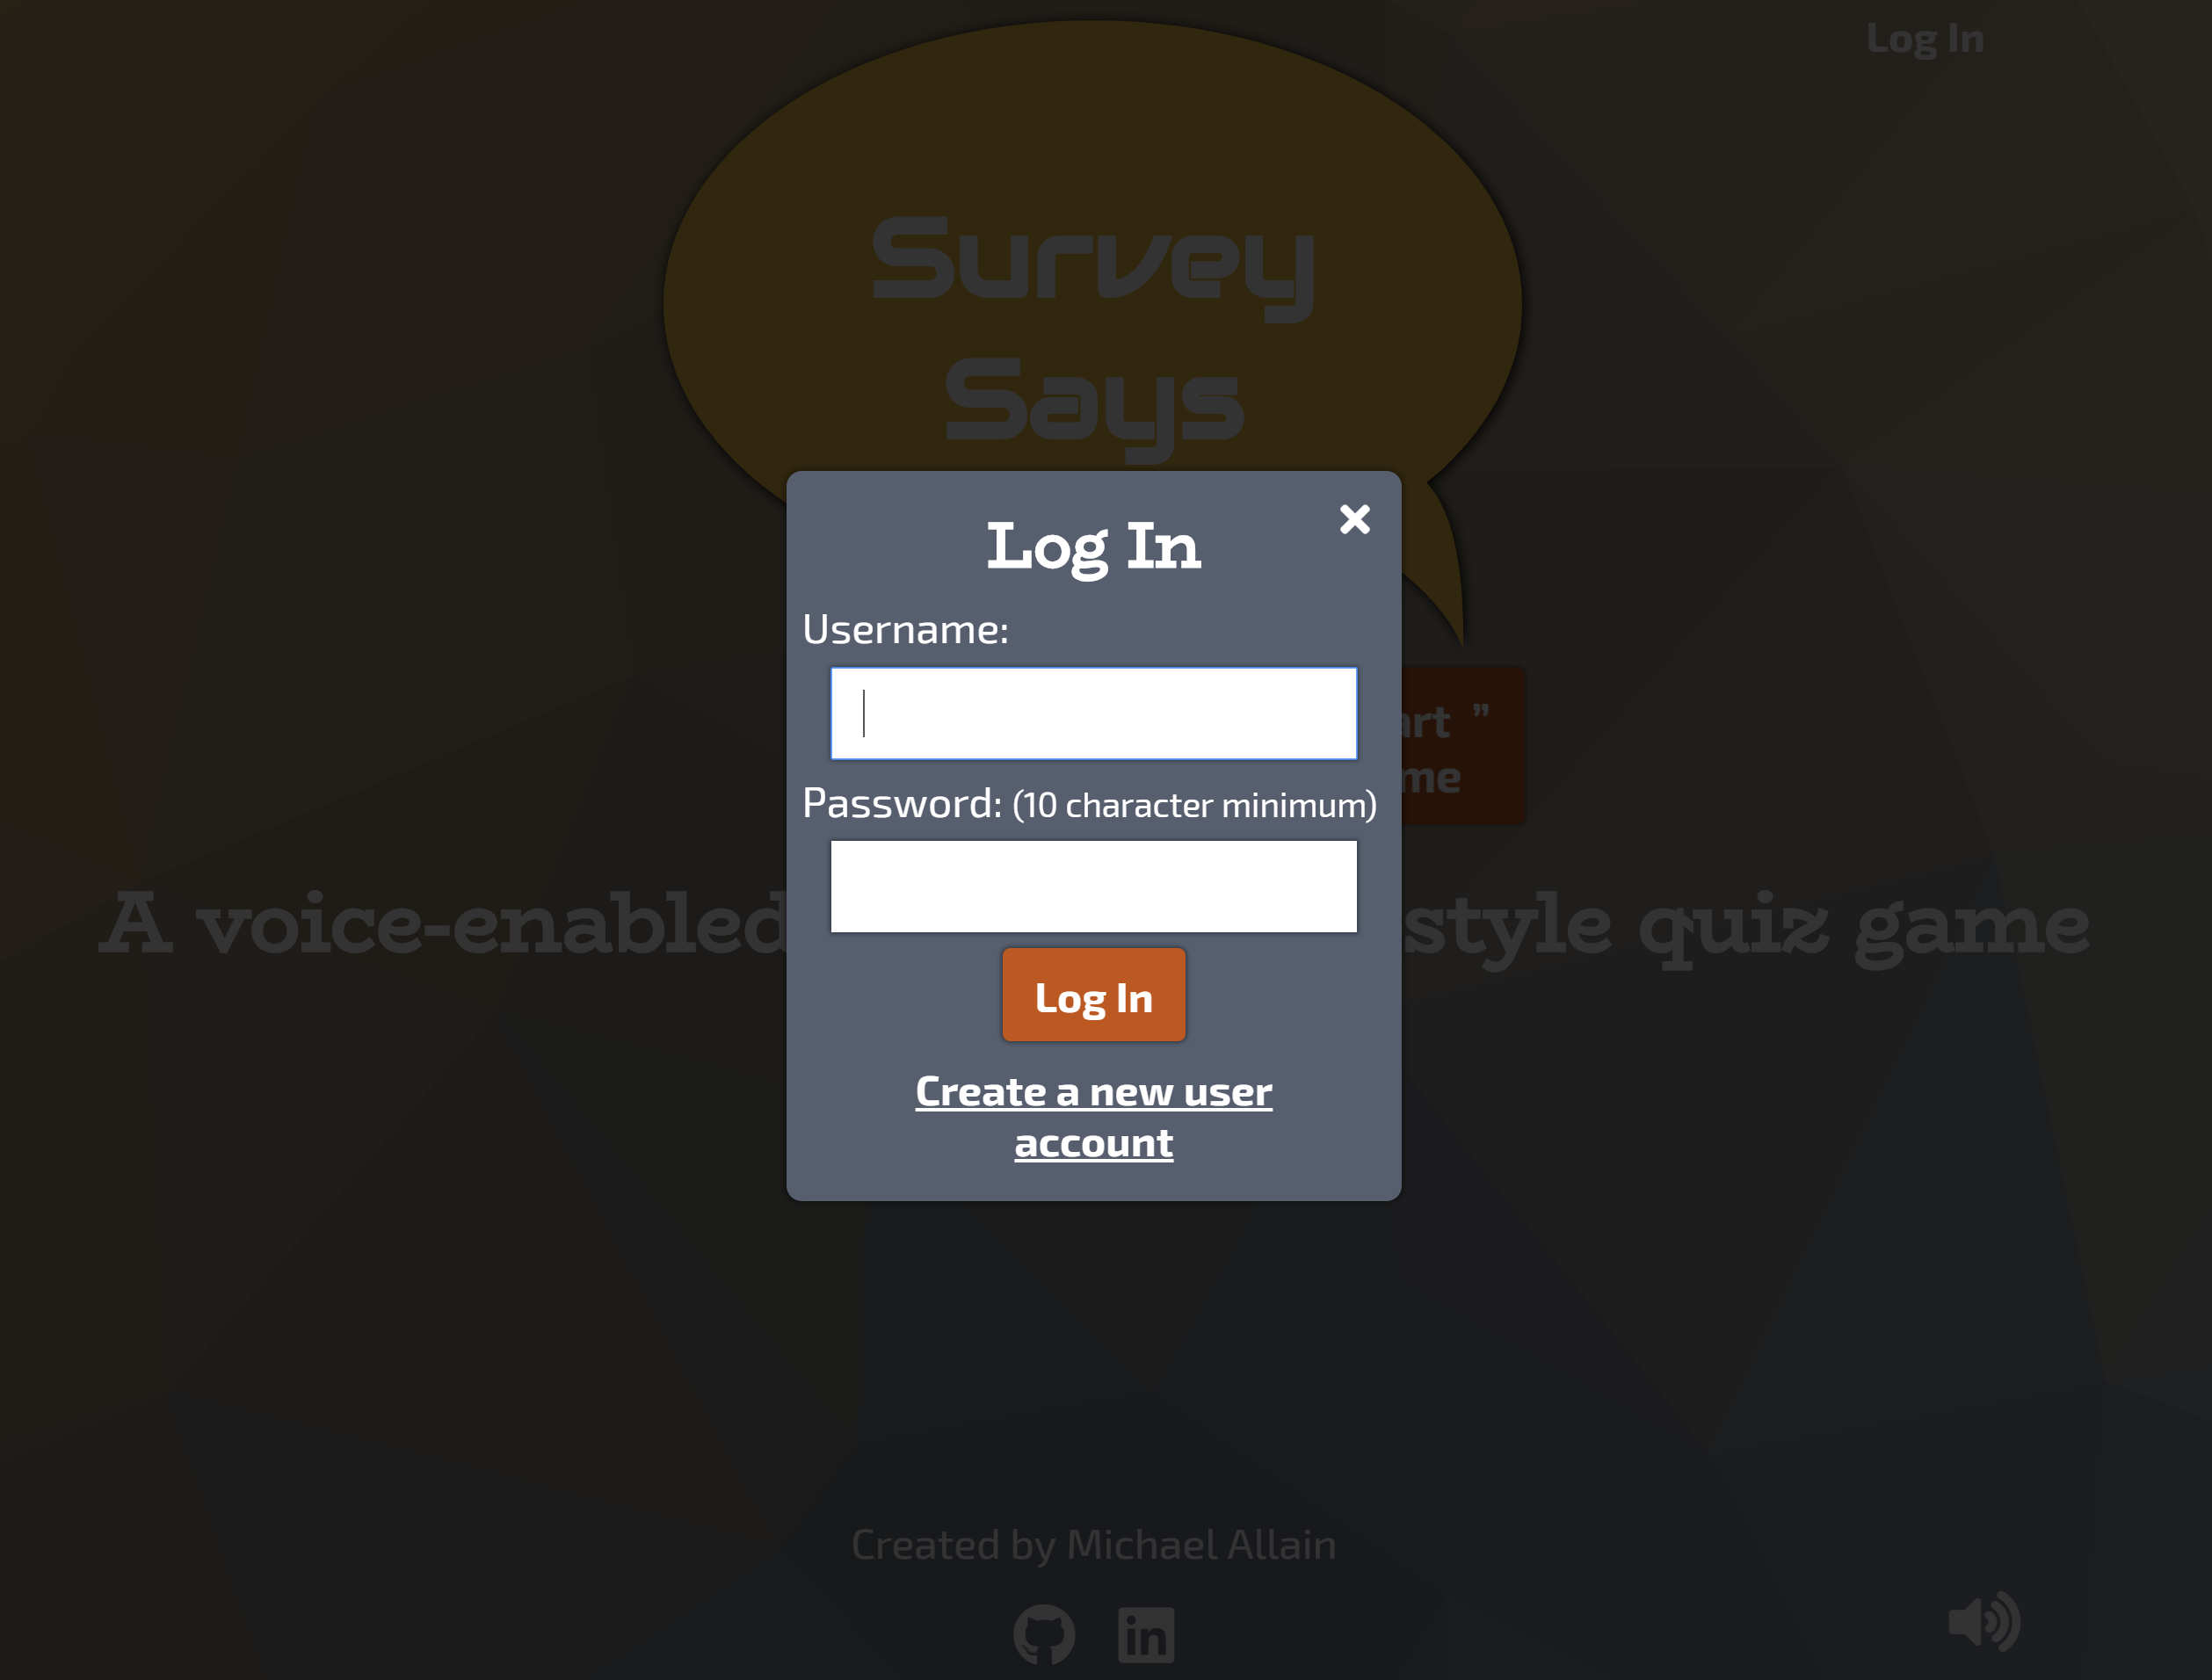 Log In
Survey
Says
Log In
Username:
art ”
me
Password: (10 character minimum)
A voice-enabled style quiz game
Log In
Create a new user
account
Created by Michael Allain
in